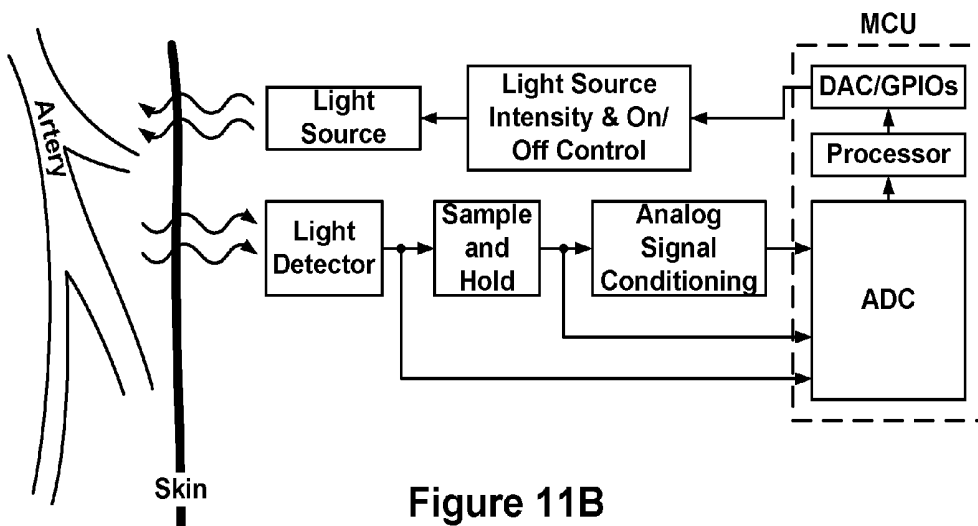 MCU
Artery
Light
Source
Light Source
Intensity & On/
Off Control
DAC/GPIOs
Processor
Light
Detector
Sample
and
Hold
Analog
Signal
Conditioning
ADC
Skin
Figure 11B